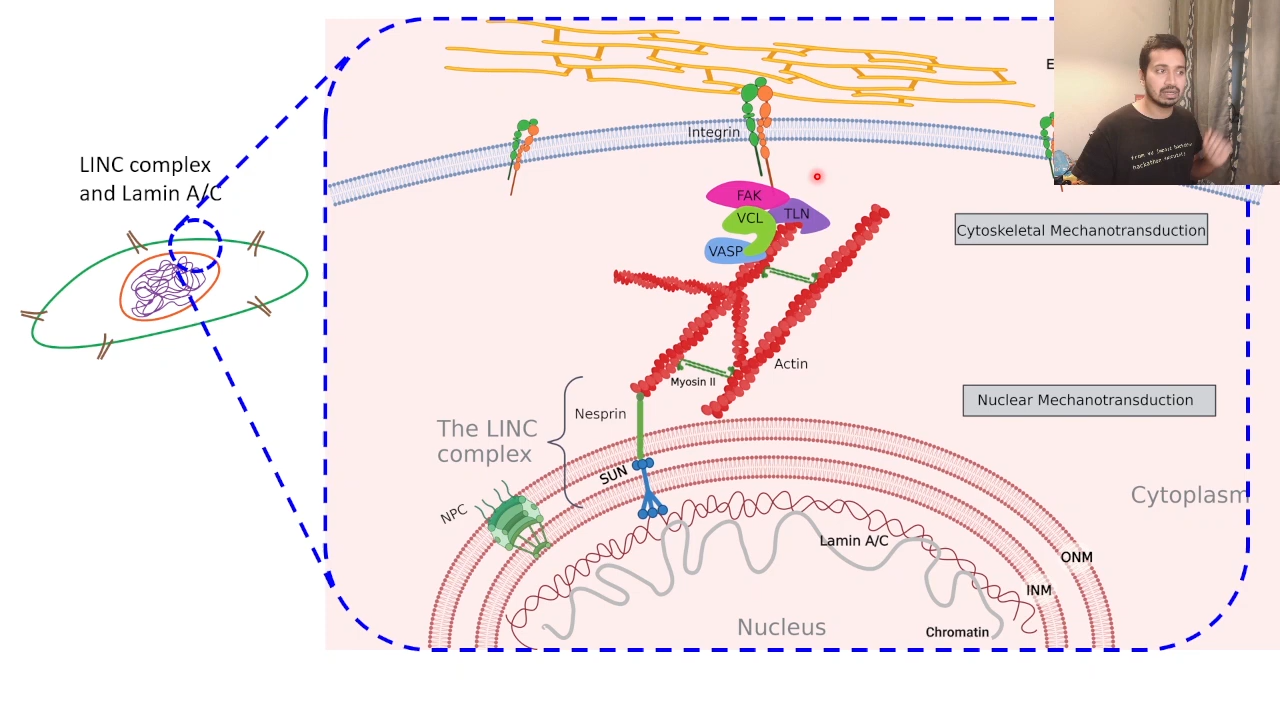 LINC complex
and Lamin A/C
E
Integrin
FAK
VCL
TLN
VASP
Cytoskeletal Mechanotransduction
Actin
Myosin II
Nuclear Mechanotransduction
Nesprin
The LINC
complex
SUN
NPC
Cytoplasm
Lamin A/C
ONM
INM
Nucleus
Chromatin
hackathon